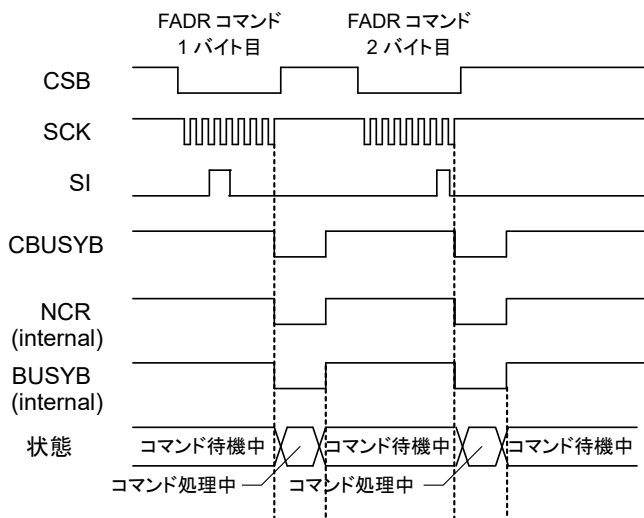 FADR コマンド
1 バイト目
FADR コマンド
2 バイト目
CSB
SCK
SI
CBUSYB
NCR
(internal)
BUSYB
(internal)
状態
コマンド待機中
コマンド待機中
コマンド待機中
コマンド処理中
コマンド処理中